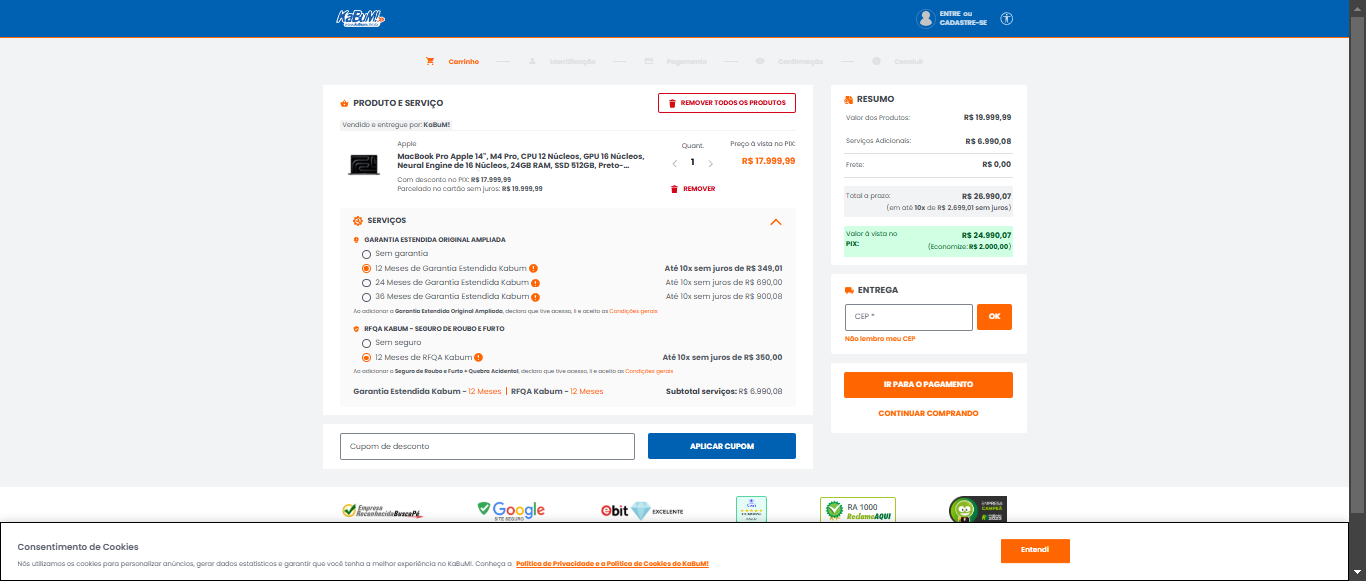 KaBuM!
ENTRE ou
CADASTRE-SE
Carrinho
Identificação
Pagamento
Confirmação
Concluir
PRODUTO E SERVIÇO
REMOVER TODOS OS PRODUTOS
Vendido e entregue por: KaBuM!
Apple
MacBook Pro Apple 14", M4 Pro, CPU 12 Núcleos, GPU 16 Núcleos,
Neural Engine de 16 Núcleos, 24GB RAM, SSD 512GB, Preto-...
Com desconto no PIX: R$ 17.999,99
Parcelado no cartão sem juros: R$ 19.999,99
Quant.
1
REMOVER
Preço à vista no PIX:
R$ 17.999,99
SERVIÇOS
GARANTIA ESTENDIDA ORIGINAL AMPLIADA
Sem garantia
12 Meses de Garantia Estendida Kabum Até 10x sem juros de R$ 349,01
24 Meses de Garantia Estendida Kabum Até 10x sem juros de R$ 690,00
36 Meses de Garantia Estendida Kabum Até 10x sem juros de R$ 900,08
Ao adicionar a Garantia Estendida Original Ampliada, declaro que tive acesso, li e aceito as Condições gerais
RFQA KABUM - SEGURO DE ROUBO E FURTO
Sem seguro
12 Meses de RFQA Kabum Até 10x sem juros de R$ 350,00
Ao adicionar o Seguro de Roubo e Furto + Quebra Acidental, declaro que tive acesso, li e aceito as Condições gerais
Garantia Estendida Kabum - 12 Meses | RFQA Kabum - 12 Meses Subtotal serviços: R$ 6.990,08
Cupom de desconto
APLICAR CUPOM
RESUMO
Valor dos Produtos: R$ 19.999,99
Serviços Adicionais: R$ 6.990,08
Frete: R$ 0,00
Total a prazo: R$ 26.990,07
(em até 10x de R$ 2.699,01 sem juros)
Valor à vista no PIX: R$ 24.990,07
(Economize: R$ 2.000,00)
ENTREGA
CEP *
OK
Não lembro meu CEP
IR PARA O PAGAMENTO
CONTINUAR COMPRANDO
Empresa
Reconhecida BuscaPé
Google
SITE SEGURO
ebit EXCELENTE
RA 1000
ReclameAQUI
EMPRESA
CAMPEÃ
Consentimento de Cookies
Nós utilizamos os cookies para personalizar anúncios, gerar dados estatísticos e garantir que você tenha a melhor experiência no KaBuM!. Conheça a Política de Privacidade e a Política de Cookies do KaBuM!
Entendi